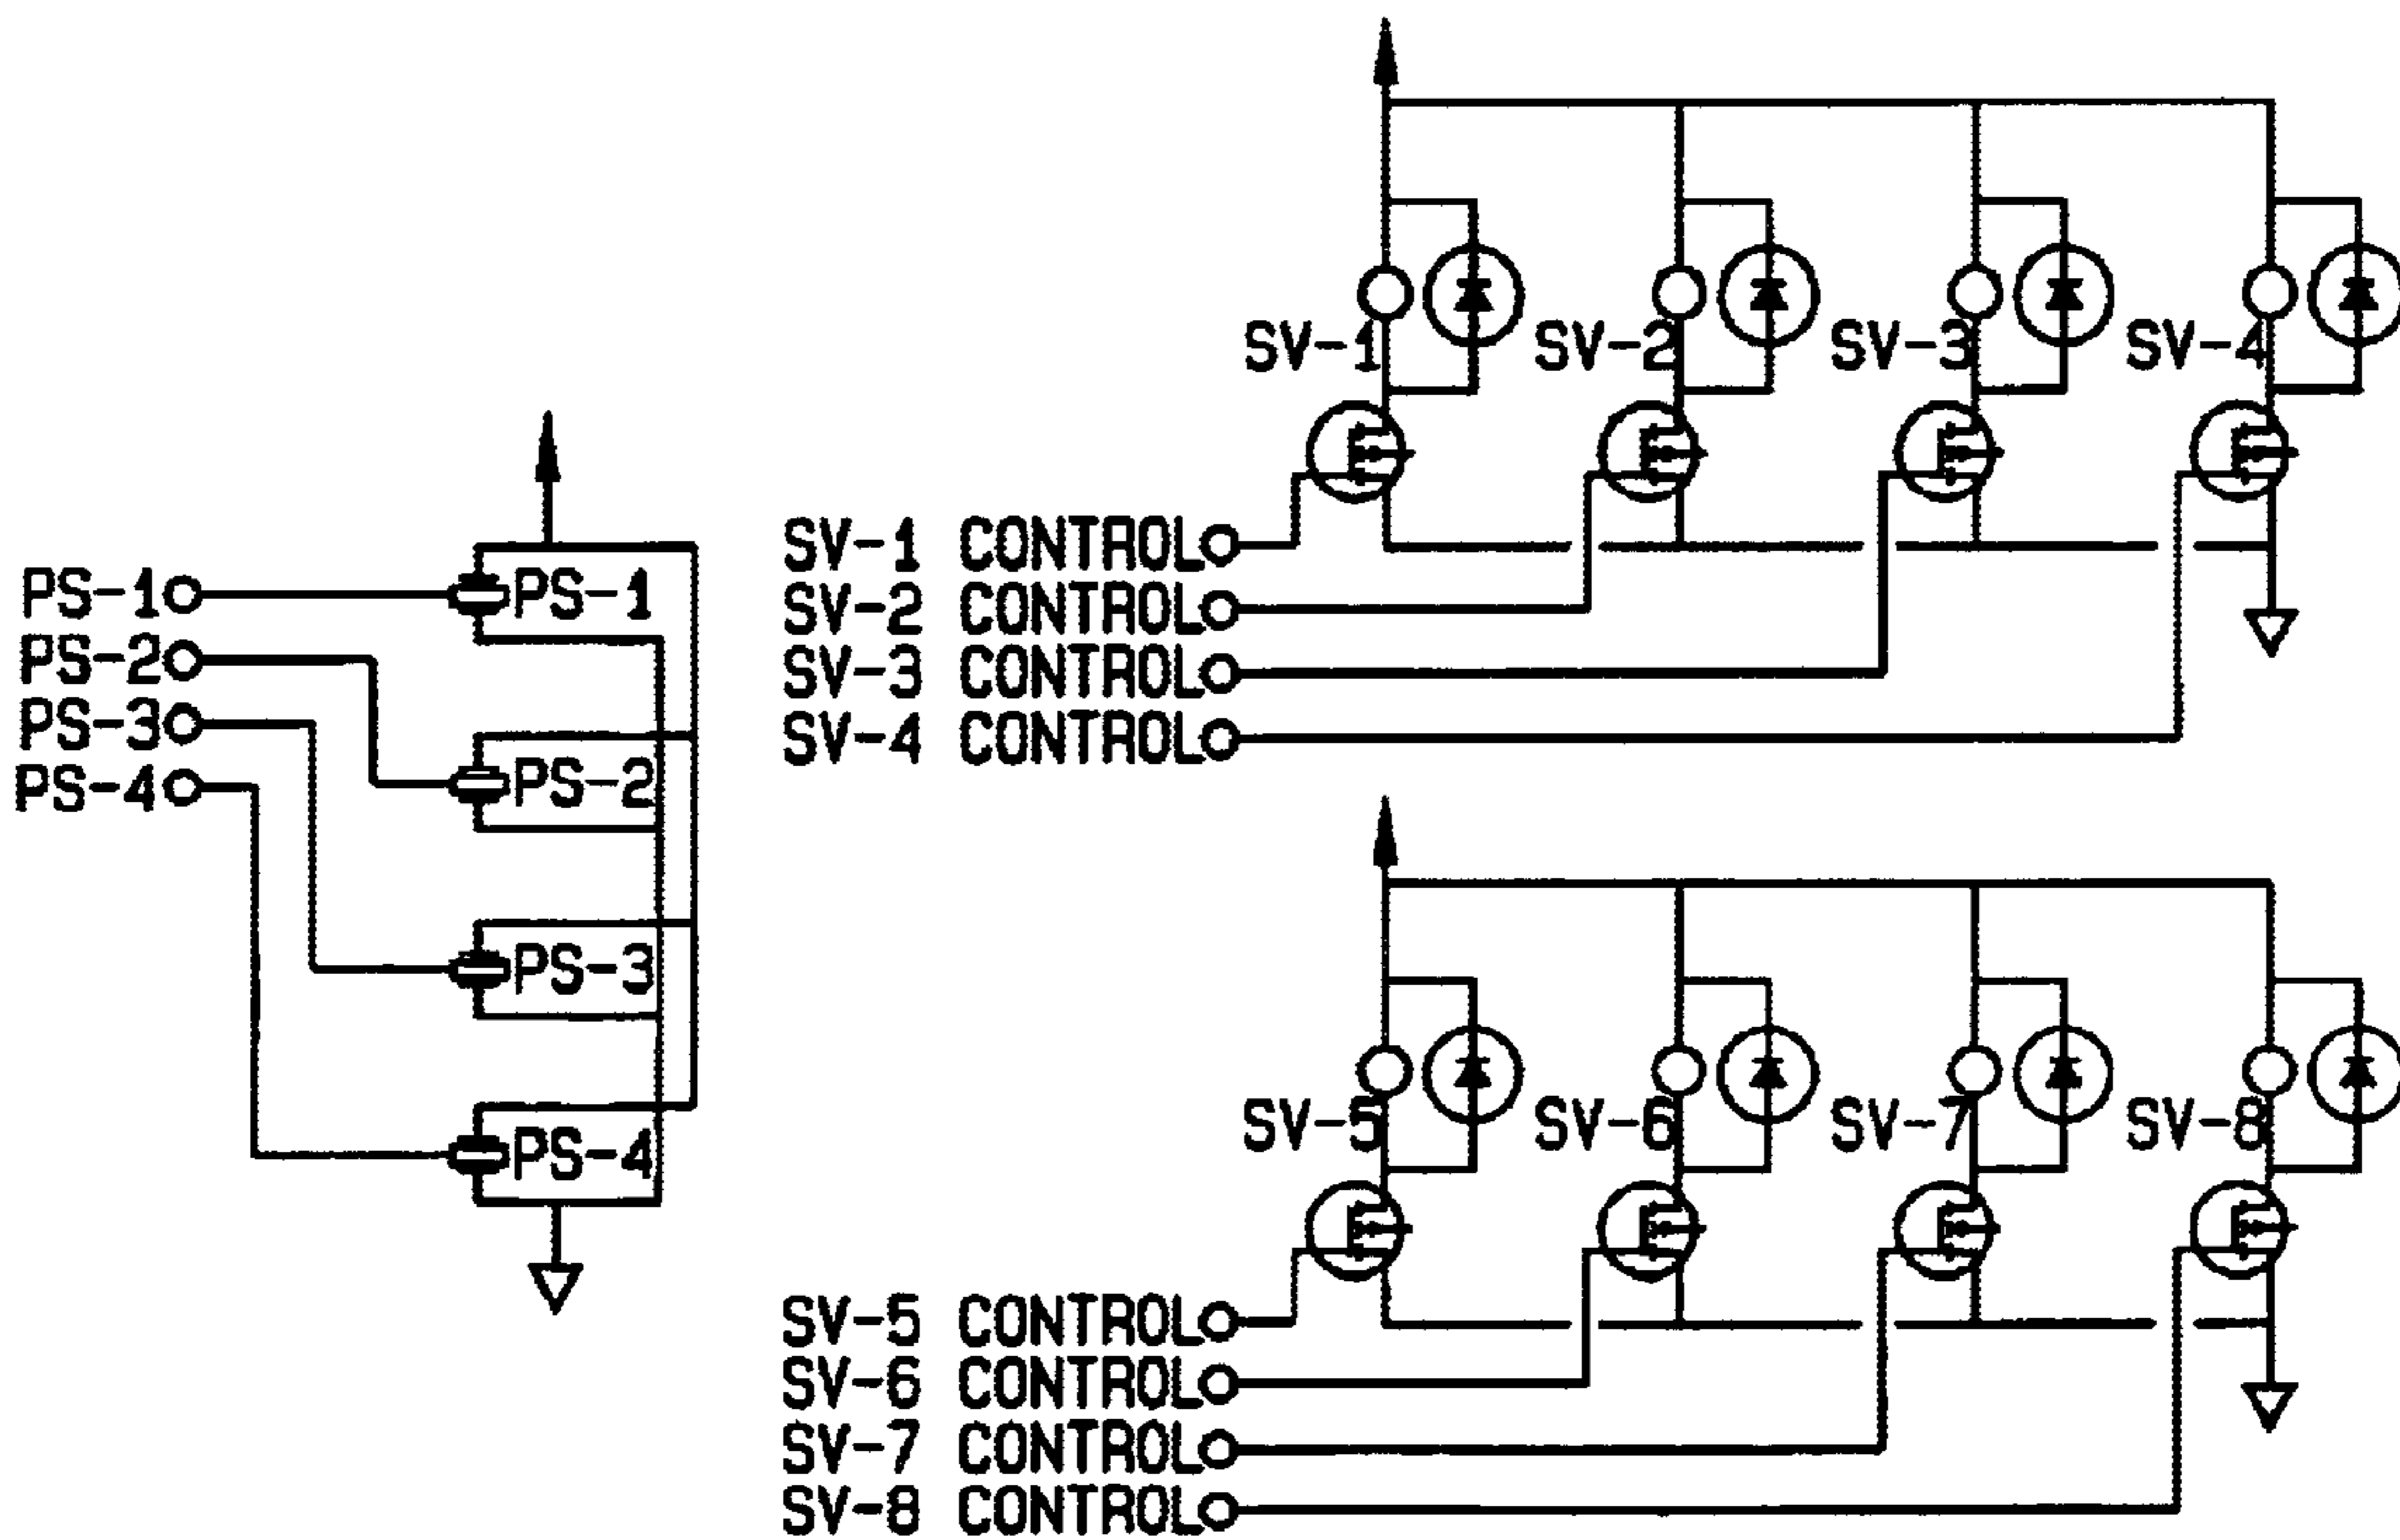 PS-1
PS-2
PS-3
PS-4
PS-1
PS-2
PS-3
PS-4
SV-1
SV-2
SV-3
SV-4
SV-1 CONTROL
SV-2 CONTROL
SV-3 CONTROL
SV-4 CONTROL
SV-5
SV-6
SV-7
SV-8
SV-5 CONTROL
SV-6 CONTROL
SV-7 CONTROL
SV-8 CONTROL